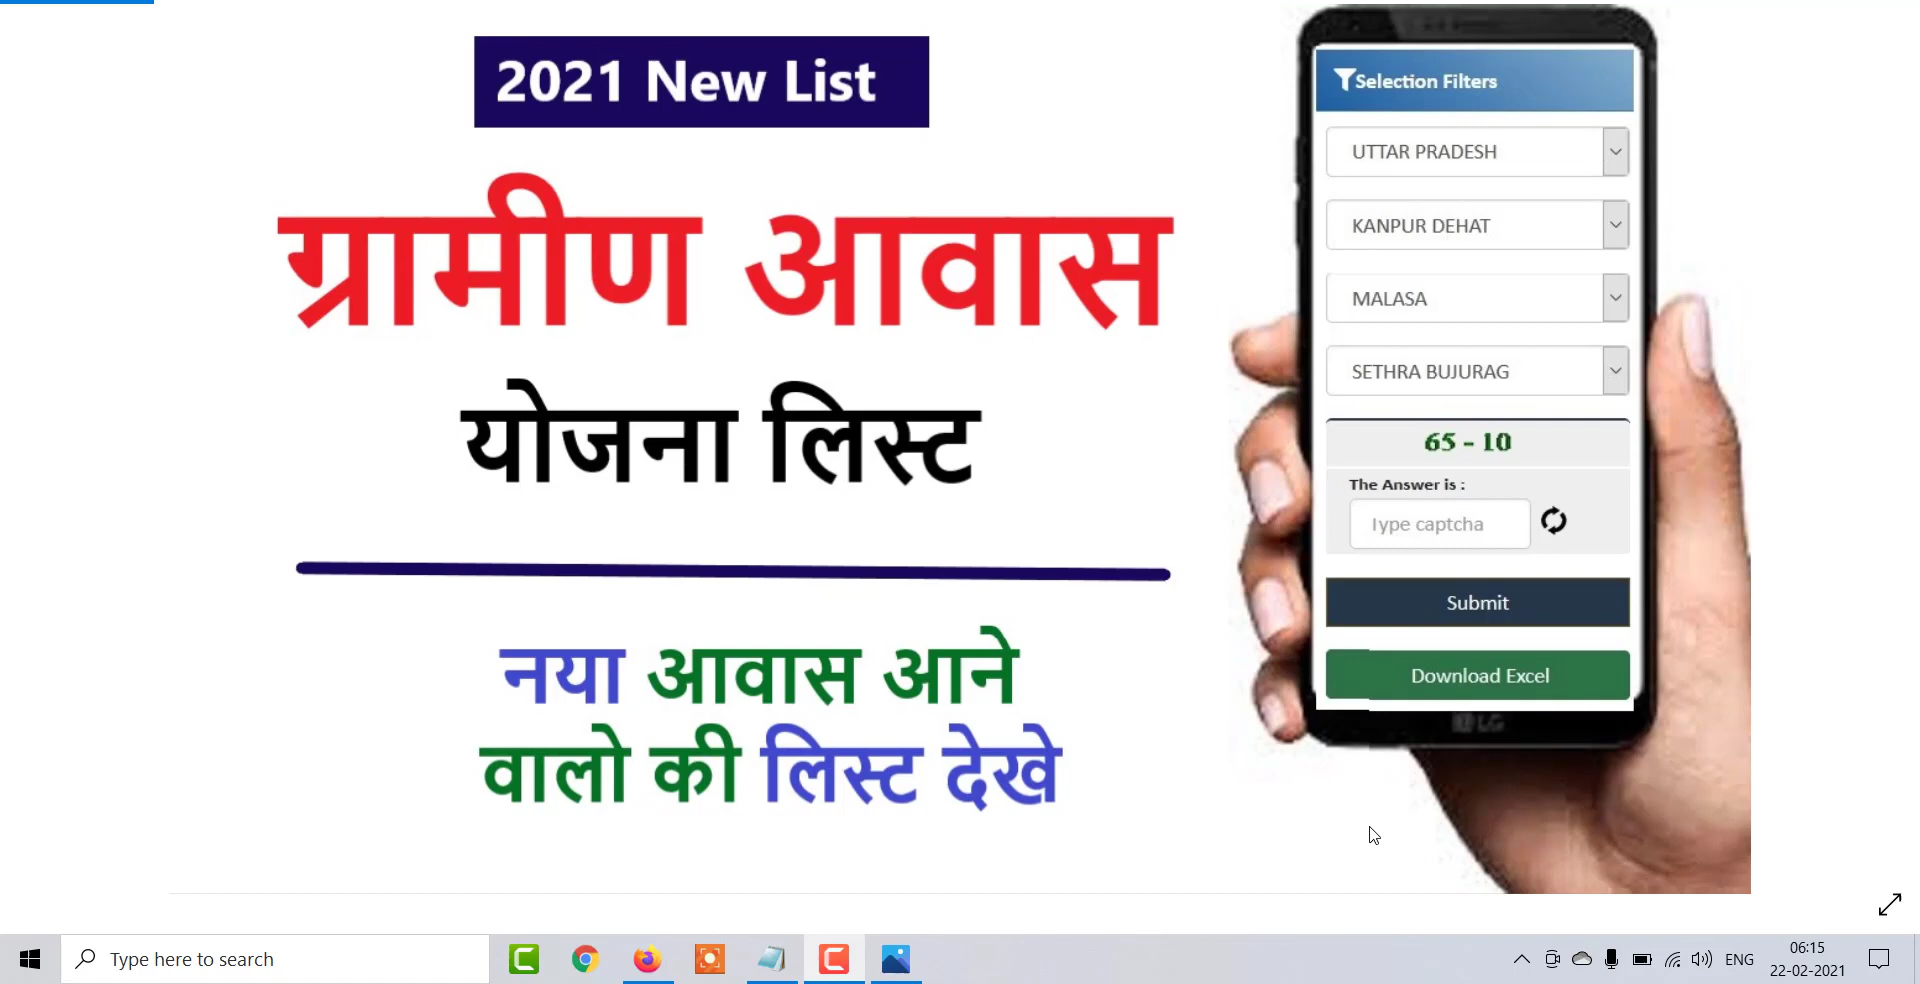 2021 New List
ग्रामीण आवास
योजना लिस्ट
नया आवास आने
वालो की लिस्ट देखे
Selection Filters
UTTAR PRADESH
KANPUR DEHAT
MALASA
SETHRA BUJURAG
65 - 10
The Answer is :
Type captcha
Submit
Download Excel
LG
Type here to search
ENG
06:15
22-02-2021